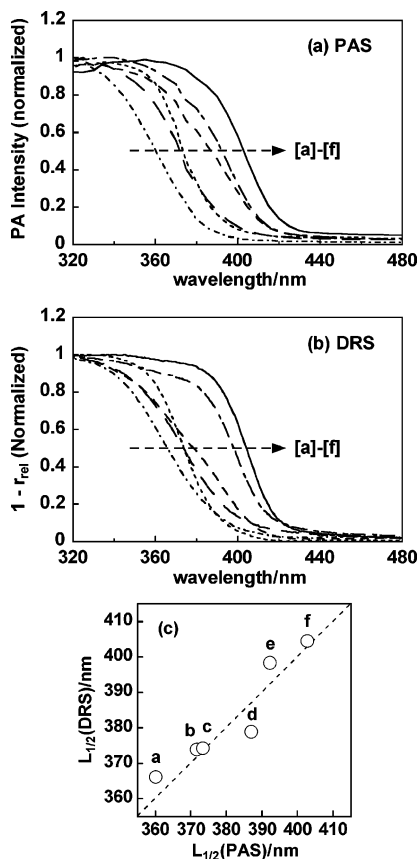 (a) PAS
PA Intensity (normalized)
1.2
1
0.8
0.6
0.4
0.2
0
[a]-[f]
320 360 400 440 480
wavelength/nm
(b) DRS
1 - r_rel (Normalized)
1.2
1
0.8
0.6
0.4
0.2
0
[a]-[f]
320 360 400 440 480
wavelength/nm
(c)
L_1/2(DRS)/nm
410
400
390
380
370
360
a
b
c
d
e
f
360 370 380 390 400 410
L_1/2(PAS)/nm